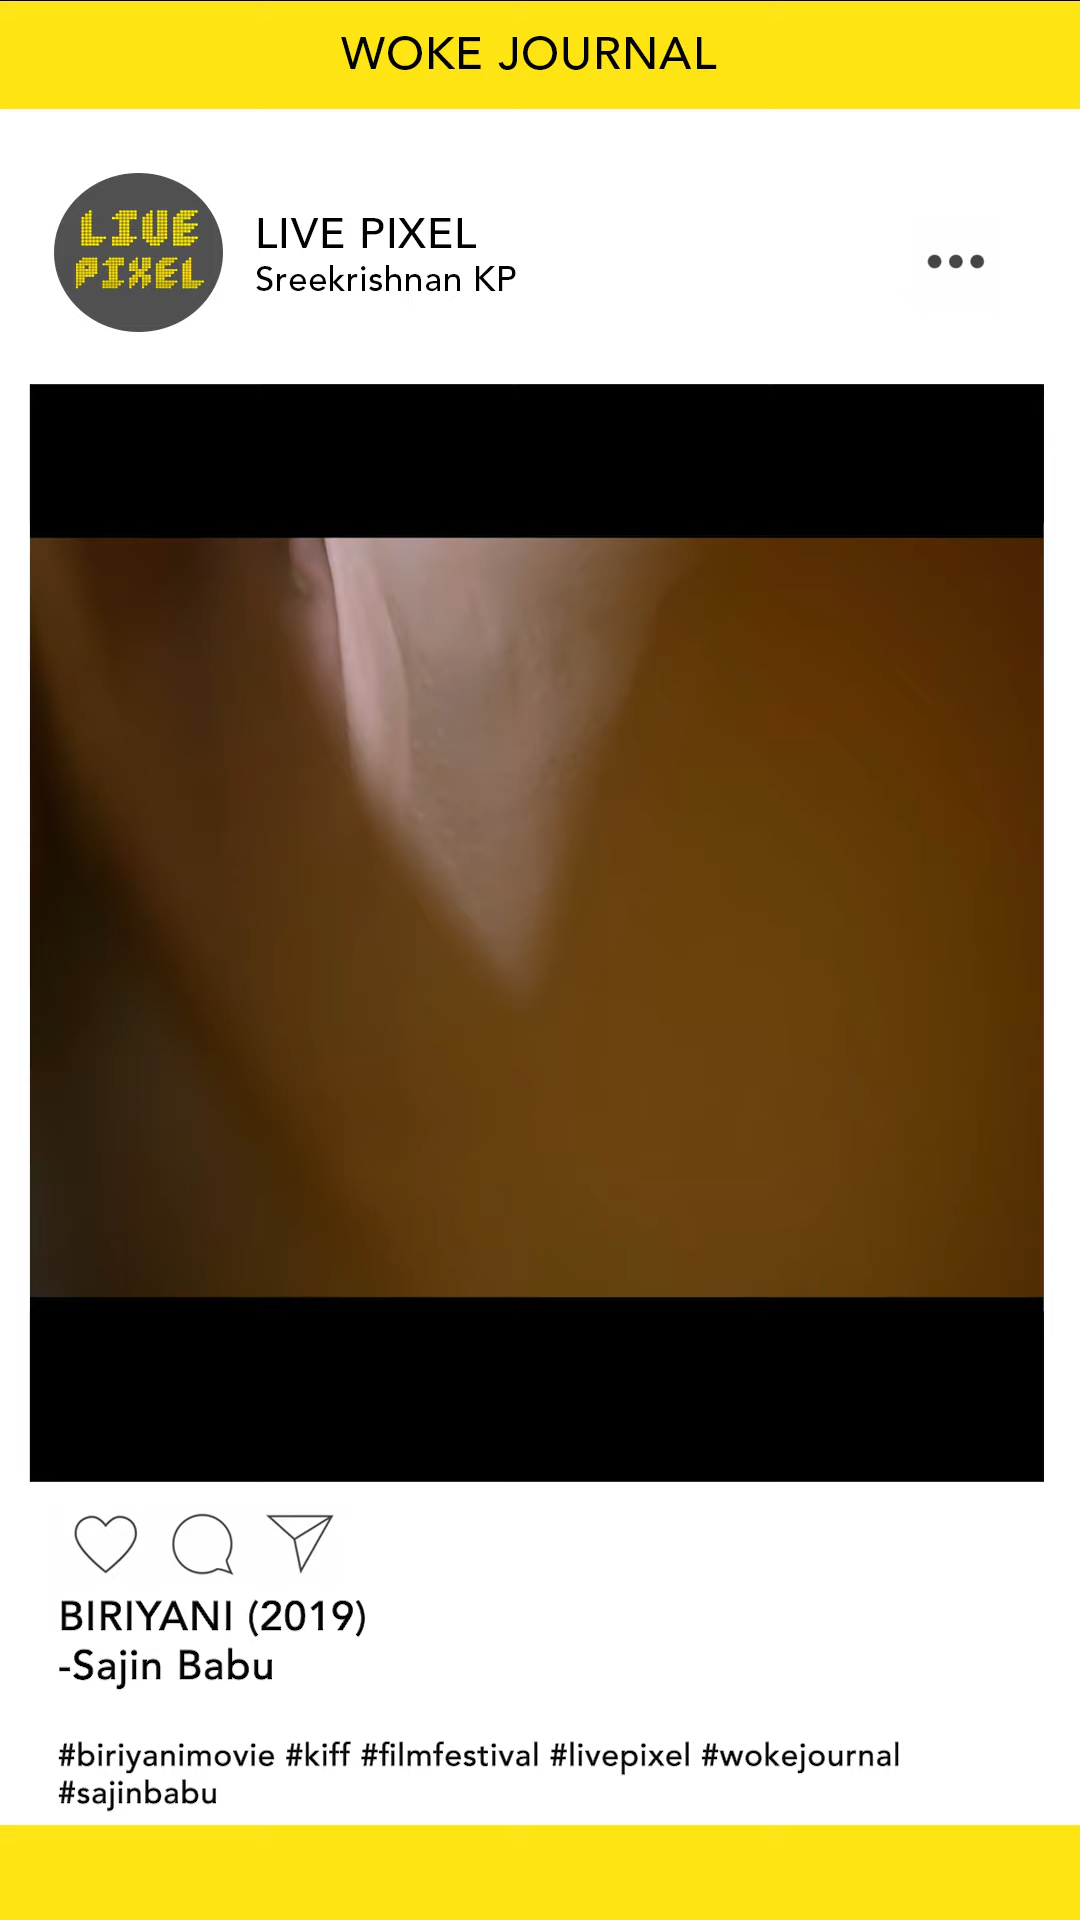 WOKE JOURNAL
LIVE
PIXEL
LIVE PIXEL
Sreekrishnan KP
BIRIYANI (2019)
-Sajin Babu
#biriyanimovie #kiff #filmfestival #livepixel #wokejournal
#sajinbabu